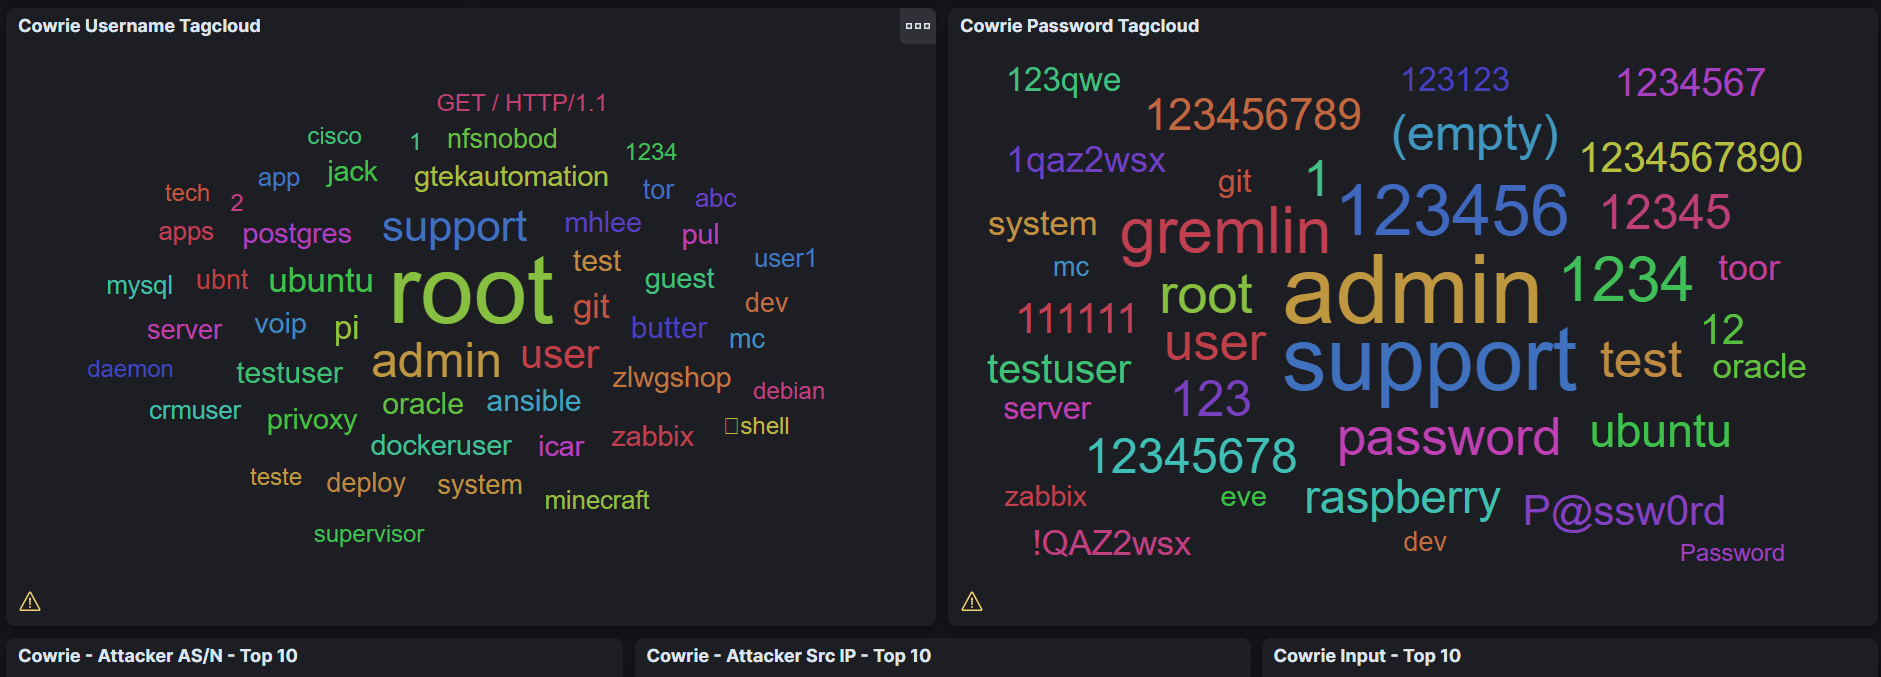 Cowrie Username Tagcloud
GET / HTTP/1.1
cisco
1
nfsnobod
1234
app
jack
gtekautomation
tor
abc
tech
2
apps
postgres
support
mhlee
pul
mysql
ubnt
ubuntu
root
test
guest
user1
git
dev
server
voip
pi
butter
mc
daemon
testuser
admin
user
zlwgshop
debian
crmuser
privoxy
oracle
ansible
shell
dockeruser
icar
zabbix
teste
deploy
system
minecraft
supervisor
Cowrie Password Tagcloud
123qwe
123456789
123123
1234567
(empty)
1qaz2wsx
git
1
1234567890
system
gremlin
123456
12345
mc
root
admin
1234
toor
111111
user
support
test
12
oracle
testuser
server
123
12345678
password
ubuntu
zabbix
eve
raspberry
P@ssw0rd
!QAZ2wsx
dev
Password
Cowrie - Attacker AS/N - Top 10
Cowrie - Attacker Src IP - Top 10
Cowrie Input - Top 10